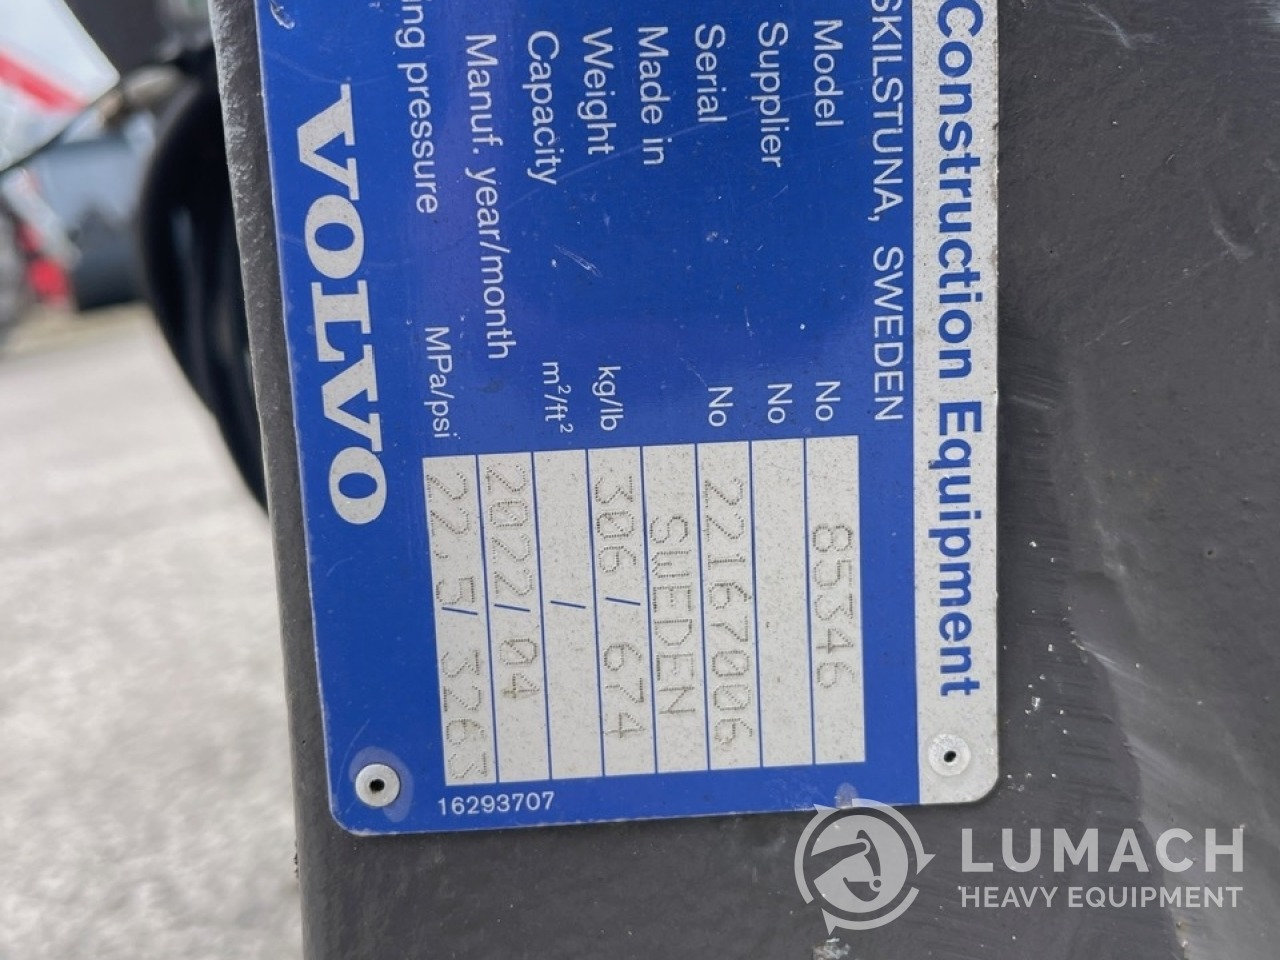 Construction Equipment
SKILSTUNA, SWEDEN
Model No 85346
Supplier No
Serial No 22167006
Made in SWEDEN
Weight kg/lb 306 / 674
Capacity m²/ft² /
Manuf. year/month 2022/04
ing pressure MPa/psi 22.5/ 3263
VOLVO
16293707
LUMACH
HEAVY EQUIPMENT